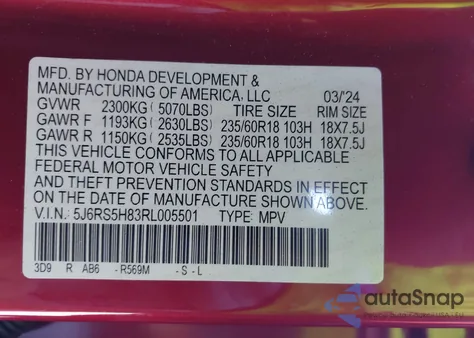 MFD. BY HONDA DEVELOPMENT &
MANUFACTURING OF AMERICA, LLC 03/'24
GVWR 2300KG(5070LBS) TIRE SIZE RIM SIZE
GAWR F 1193KG(2630LBS) 235/60R18 103H 18X7.5J
GAWR R 1150KG(2535LBS) 235/60R18 103H 18X7.5J
THIS VEHICLE CONFORMS TO ALL APPLICABLE
FEDERAL MOTOR VEHICLE SAFETY
AND THEFT PREVENTION STANDARDS IN EFFECT
ON THE DATE OF MANUFACTURE SHOWN ABOVE.
V.I.N.: 5J6RS5H83RL005501 TYPE: MPV
3D9 R AB6 -R569M -S-L
autoSnap